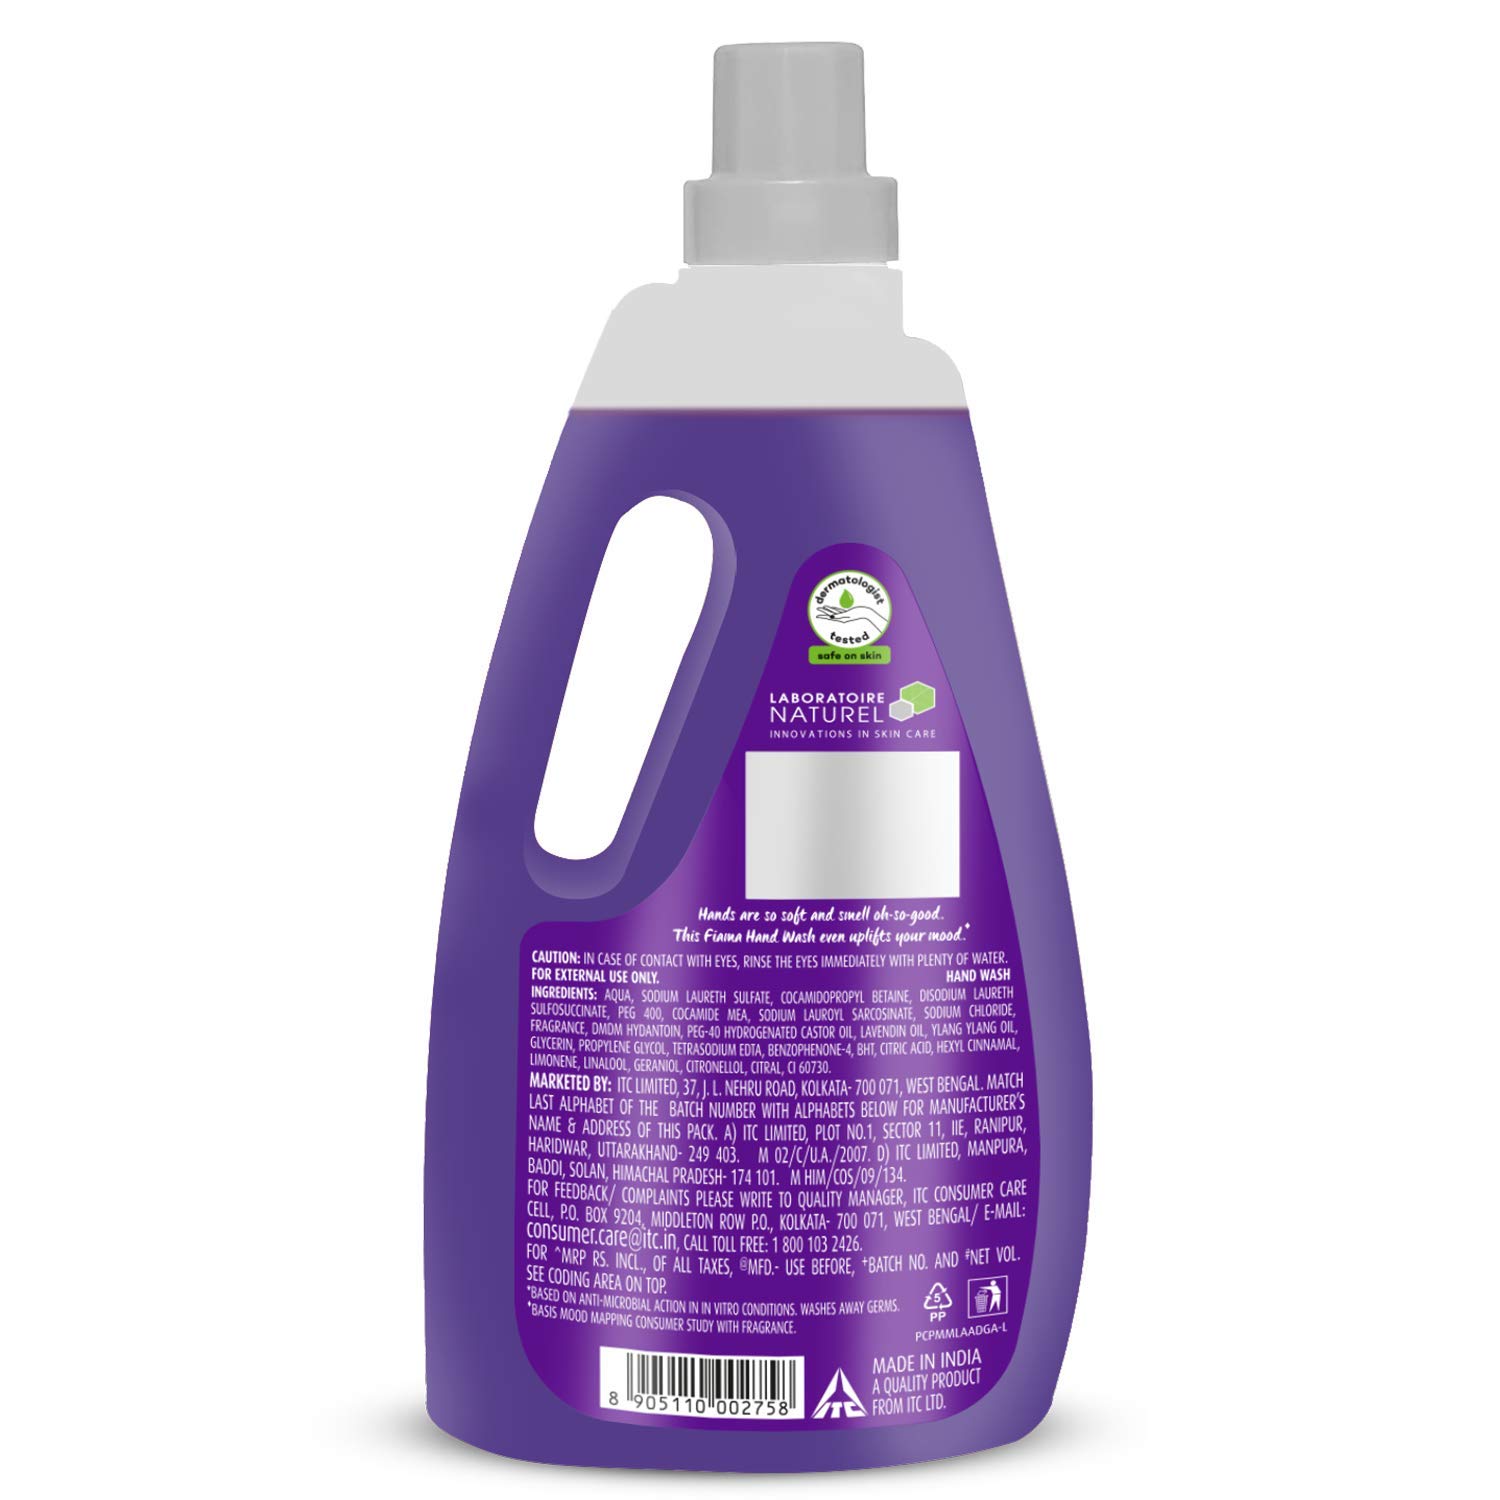 dermatologist
tested
safe on skin
LABORATOIRE
NATUREL
INNOVATIONS IN SKIN CARE
Hands are so soft and smell oh-so-good.
This Fiama Hand Wash even uplifts your mood.♦
CAUTION: IN CASE OF CONTACT WITH EYES, RINSE THE EYES IMMEDIATELY WITH PLENTY OF WATER.
FOR EXTERNAL USE ONLY. HAND WASH
INGREDIENTS: AQUA, SODIUM LAURETH SULFATE, COCAMIDOPROPYL BETAINE, DISODIUM LAURETH
SULFOSUCCINATE, PEG 400, COCAMIDE MEA, SODIUM LAUROYL SARCOSINATE, SODIUM CHLORIDE,
FRAGRANCE, DMDM HYDANTOIN, PEG-40 HYDROGENATED CASTOR OIL, LAVENDIN OIL, YLANG YLANG OIL,
GLYCERIN, PROPYLENE GLYCOL, TETRASODIUM EDTA, BENZOPHENONE-4, BHT, CITRIC ACID, HEXYL CINNAMAL,
LIMONENE, LINALOOL, GERANIOL, CITRONELLOL, CITRAL, CI 60730.
MARKETED BY: ITC LIMITED, 37, J. L. NEHRU ROAD, KOLKATA- 700 071, WEST BENGAL. MATCH
LAST ALPHABET OF THE BATCH NUMBER WITH ALPHABETS BELOW FOR MANUFACTURER'S
NAME & ADDRESS OF THIS PACK. A) ITC LIMITED, PLOT NO.1, SECTOR 11, IIE, RANIPUR,
HARIDWAR, UTTARAKHAND- 249 403. M 02/C/U.A./2007. D) ITC LIMITED, MANPURA,
BADDI, SOLAN, HIMACHAL PRADESH- 174 101. M HIM/COS/09/134.
FOR FEEDBACK/ COMPLAINTS PLEASE WRITE TO QUALITY MANAGER, ITC CONSUMER CARE
CELL, P.O. BOX 9204, MIDDLETON ROW P.O., KOLKATA- 700 071, WEST BENGAL/ E-MAIL:
consumer.care@itc.in, CALL TOLL FREE: 1 800 103 2426.
FOR ^MRP RS. INCL., OF ALL TAXES, @MFD.- USE BEFORE, +BATCH NO. AND #NET VOL.
SEE CODING AREA ON TOP.
*BASED ON ANTI-MICROBIAL ACTION IN IN VITRO CONDITIONS. WASHES AWAY GERMS.
♦BASIS MOOD MAPPING CONSUMER STUDY WITH FRAGRANCE.
5
PP
PCPMMLAADGA-L
8 905110 002758
ITC
MADE IN INDIA
A QUALITY PRODUCT
FROM ITC LTD.